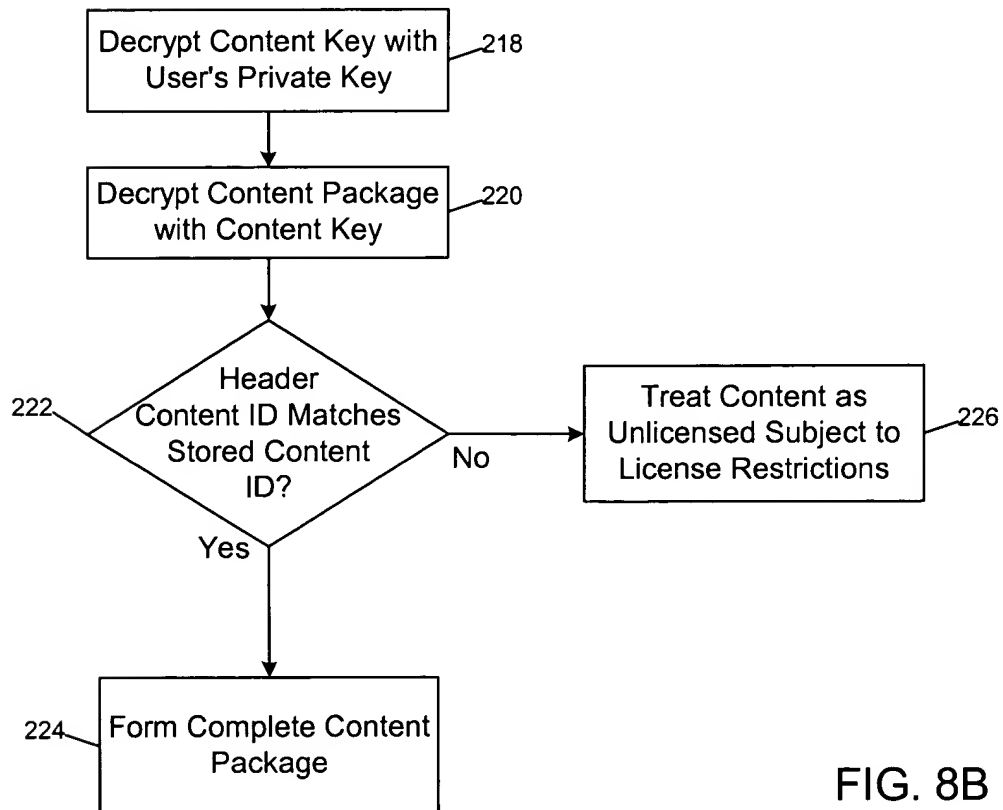 Decrypt Content Key with
User's Private Key
218
Decrypt Content Package
with Content Key
220
Header
Content ID Matches
Stored Content
ID?
222
No
Treat Content as
Unlicensed Subject to
License Restrictions
226
Yes
Form Complete Content
Package
224
FIG. 8B